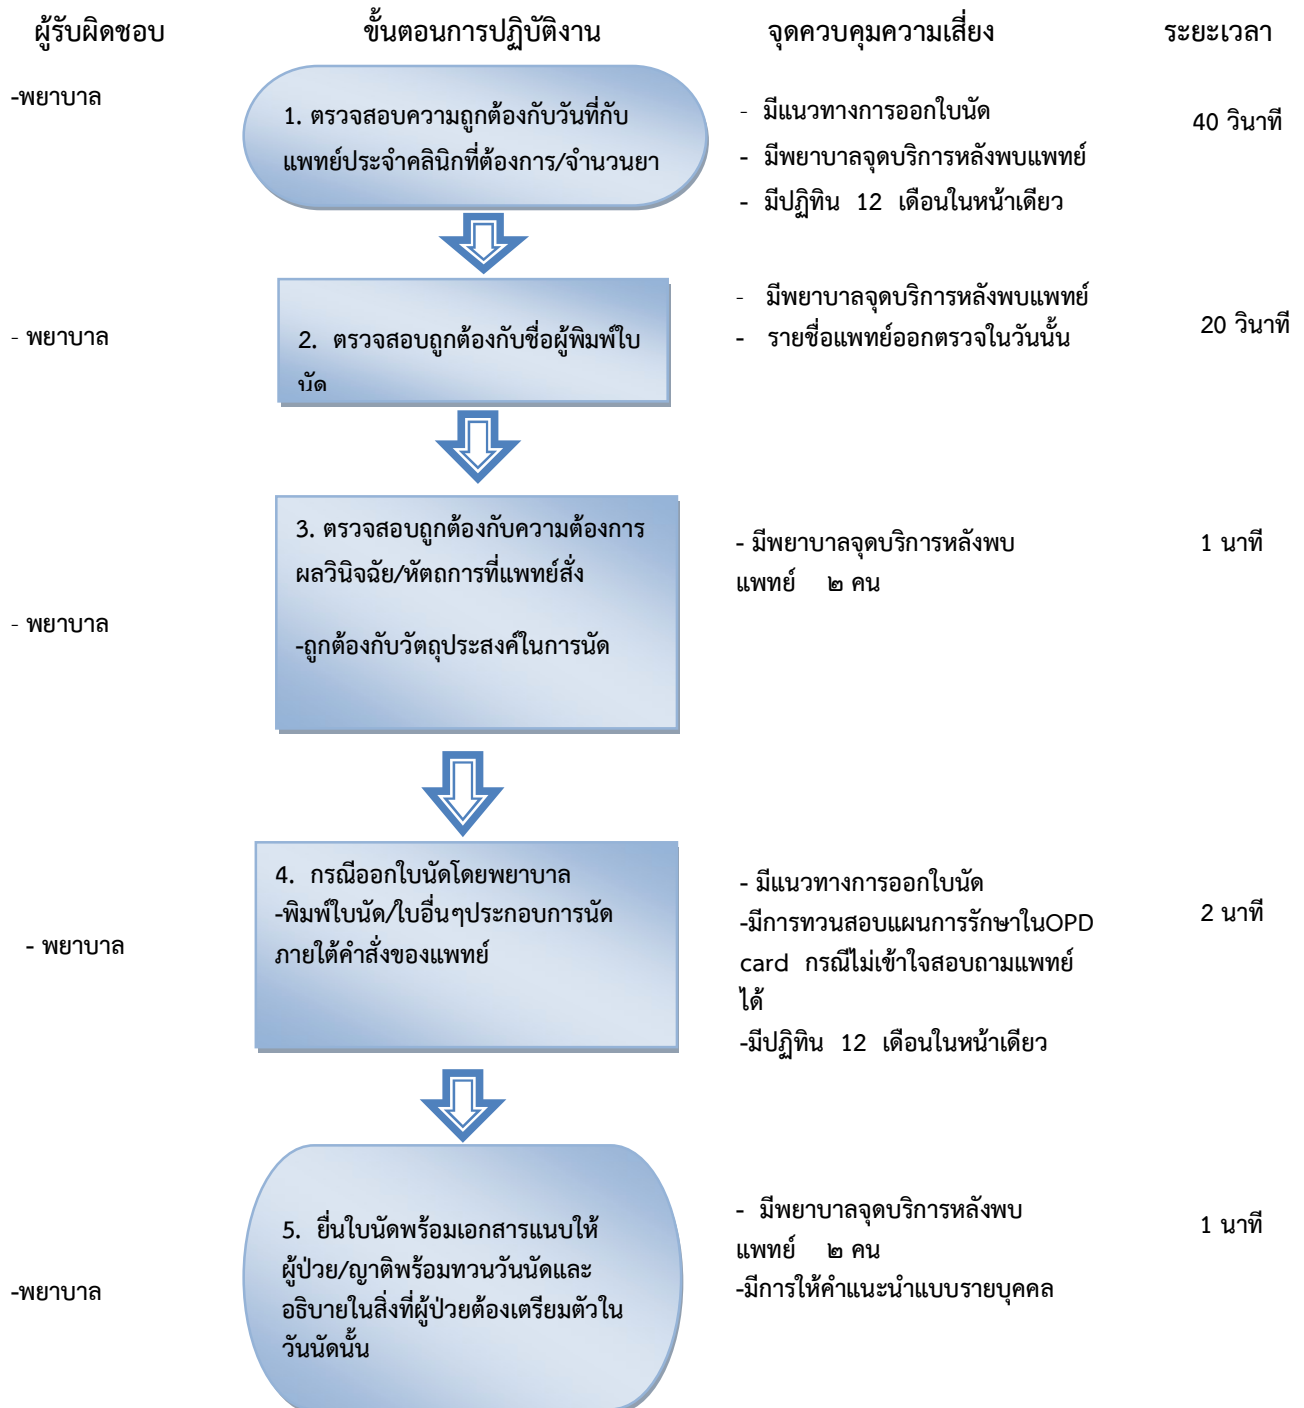 ผู้รับผิดชอบ ขั้นตอนการปฏิบัติงาน จุดควบคุมความเสี่ยง ระยะเวลา
-พยาบาล
1. ตรวจสอบความถูกต้องกับวันที่กับ
แพทย์ประจำคลินิกที่ต้องการ/จำนวนยา
- มีแนวทางการออกใบนัด
- มีพยาบาลจุดบริการหลังพบแพทย์
- มีปฏิทิน 12 เดือนในหน้าเดียว
40 วินาที
- พยาบาล
2. ตรวจสอบถูกต้องกับชื่อผู้พิมพ์ใบ
นัด
- มีพยาบาลจุดบริการหลังพบแพทย์
- รายชื่อแพทย์ออกตรวจในวันนั้น
20 วินาที
- พยาบาล
3. ตรวจสอบถูกต้องกับความต้องการ
ผลวินิจฉัย/หัตถการที่แพทย์สั่ง
-ถูกต้องกับวัตถุประสงค์ในการนัด
- มีพยาบาลจุดบริการหลังพบ
แพทย์ ๒ คน
1 นาที
- พยาบาล
4. กรณีออกใบนัดโดยพยาบาล
-พิมพ์ใบนัด/ใบอื่นๆประกอบการนัด
ภายใต้คำสั่งของแพทย์
- มีแนวทางการออกใบนัด
-มีการทวนสอบแผนการรักษาในOPD
card กรณีไม่เข้าใจสอบถามแพทย์
ได้
-มีปฏิทิน 12 เดือนในหน้าเดียว
2 นาที
-พยาบาล
5. ยื่นใบนัดพร้อมเอกสารแนบให้
ผู้ป่วย/ญาติพร้อมทวนวันนัดและ
อธิบายในสิ่งที่ผู้ป่วยต้องเตรียมตัวใน
วันนัดนั้น
- มีพยาบาลจุดบริการหลังพบ
แพทย์ ๒ คน
-มีการให้คำแนะนำแบบรายบุคคล
1 นาที